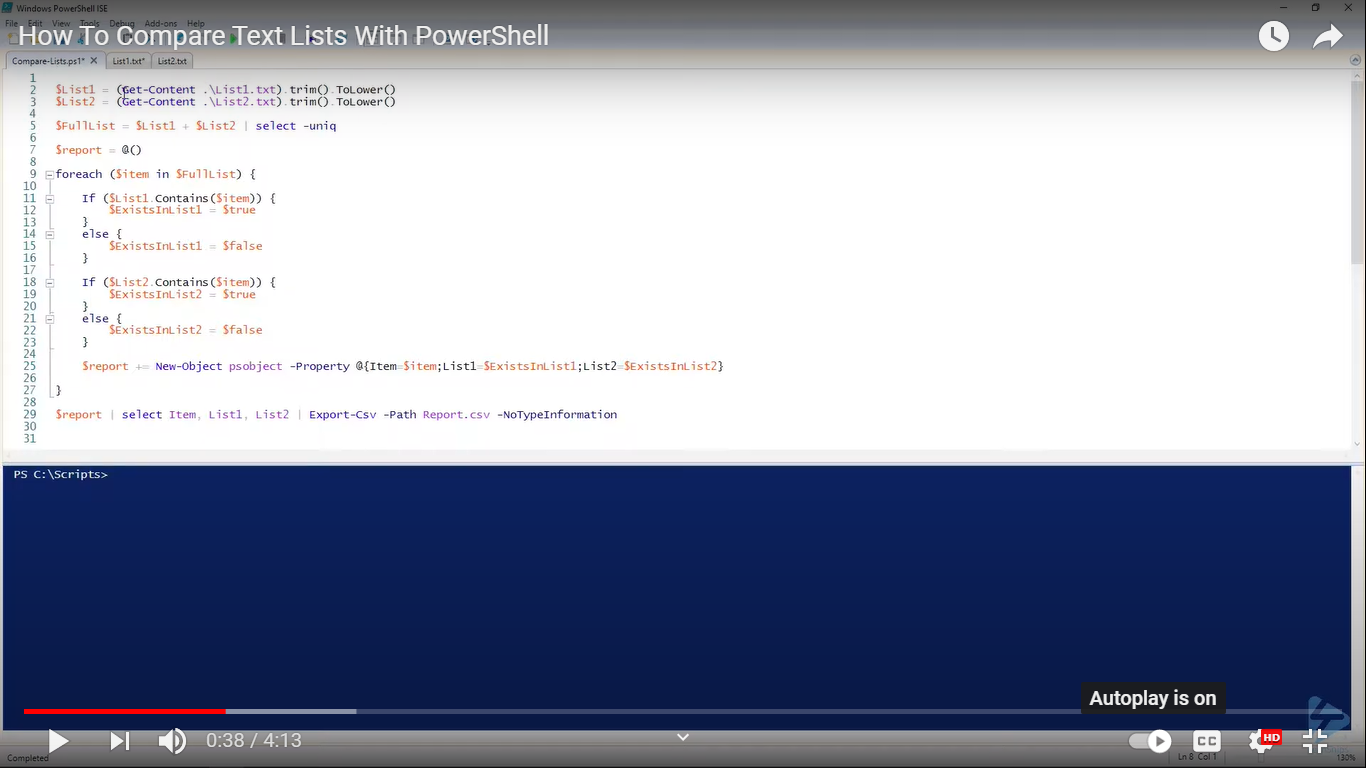 Windows PowerShell ISE
File Edit View Tools Debug Add-ons Help
How To Compare Text Lists With PowerShell
Compare-Lists.ps1* List1.txt* List2.txt
1
2 $List1 = (Get-Content .\List1.txt).trim().ToLower()
3 $List2 = (Get-Content .\List2.txt).trim().ToLower()
4
5 $FullList = $List1 + $List2 | select -uniq
6
7 $report = @()
8
9 foreach ($item in $FullList) {
10
11 If ($List1.Contains($item)) {
12 $ExistsInList1 = $true
13 }
14 else {
15 $ExistsInList1 = $false
16 }
17
18 If ($List2.Contains($item)) {
19 $ExistsInList2 = $true
20 }
21 else {
22 $ExistsInList2 = $false
23 }
24
25 $report += New-Object psobject -Property @{Item=$item;List1=$ExistsInList1;List2=$ExistsInList2}
26
27 }
28
29 $report | select Item, List1, List2 | Export-Csv -Path Report.csv -NoTypeInformation
30
31
PS C:\Scripts>
Autoplay is on
0:38 / 4:13
CC
HD
Completed
Ln 8 Col 1
130%